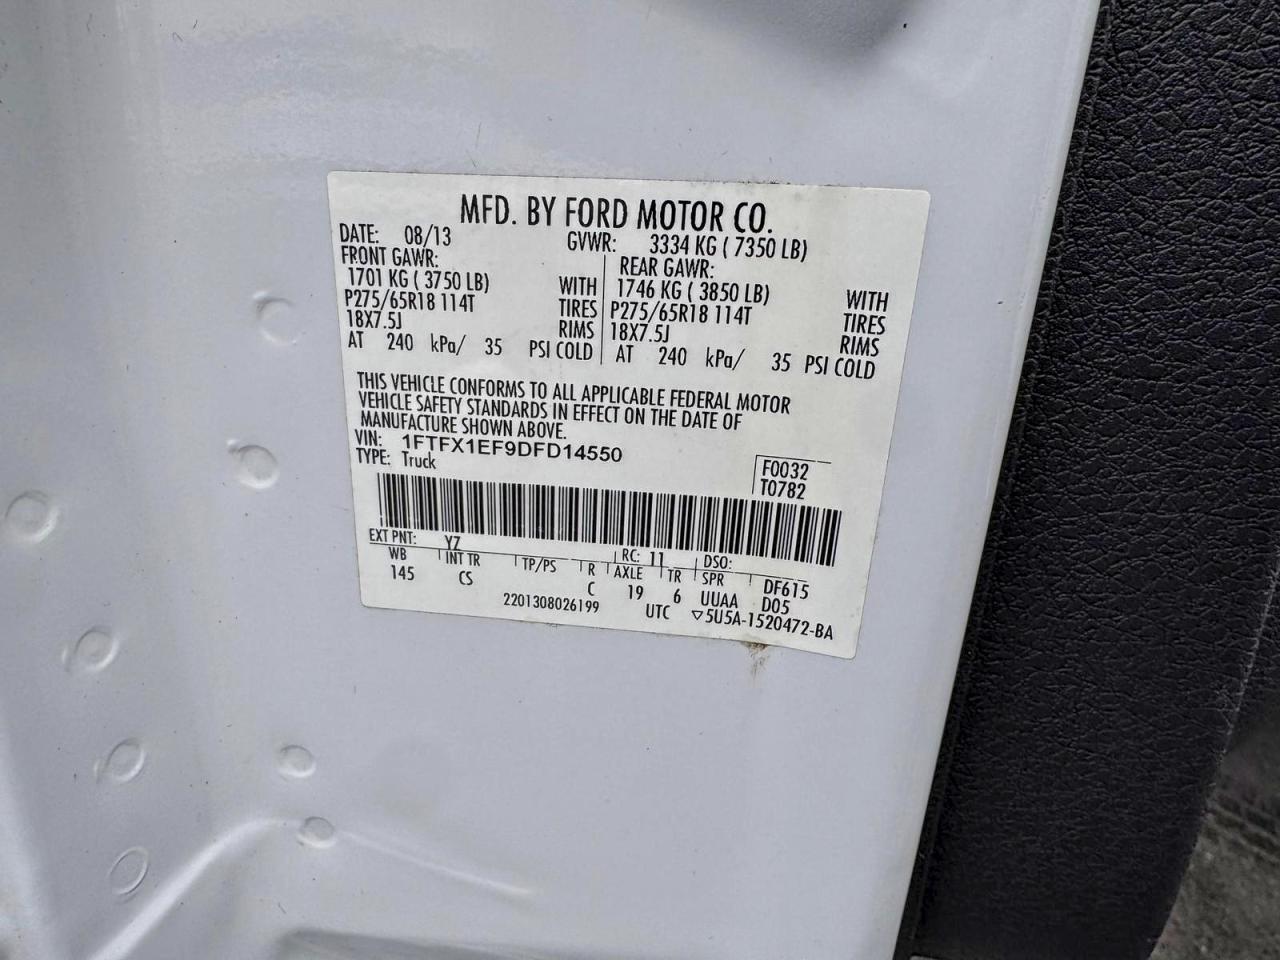 MFD. BY FORD MOTOR CO.
DATE: 08/13 GVWR: 3334 KG ( 7350 LB)
FRONT GAWR:
1701 KG ( 3750 LB) WITH
P275/65R18 114T TIRES
18X7.5J RIMS
AT 240 kPa/ 35 PSI COLD
REAR GAWR:
1746 KG ( 3850 LB) WITH
P275/65R18 114T TIRES
18X7.5J RIMS
AT 240 kPa/ 35 PSI COLD
THIS VEHICLE CONFORMS TO ALL APPLICABLE FEDERAL MOTOR
VEHICLE SAFETY STANDARDS IN EFFECT ON THE DATE OF
MANUFACTURE SHOWN ABOVE.
VIN: 1FTFX1EF9DFD14550
TYPE: Truck
F0032
T0782
EXT PNT: YZ RC: 11 DSO:
WB INT TR TP/PS R AXLE TR SPR DF615
145 CS C 19 6 UUAA D05
2201308026199 UTC ▽5U5A-1520472-BA